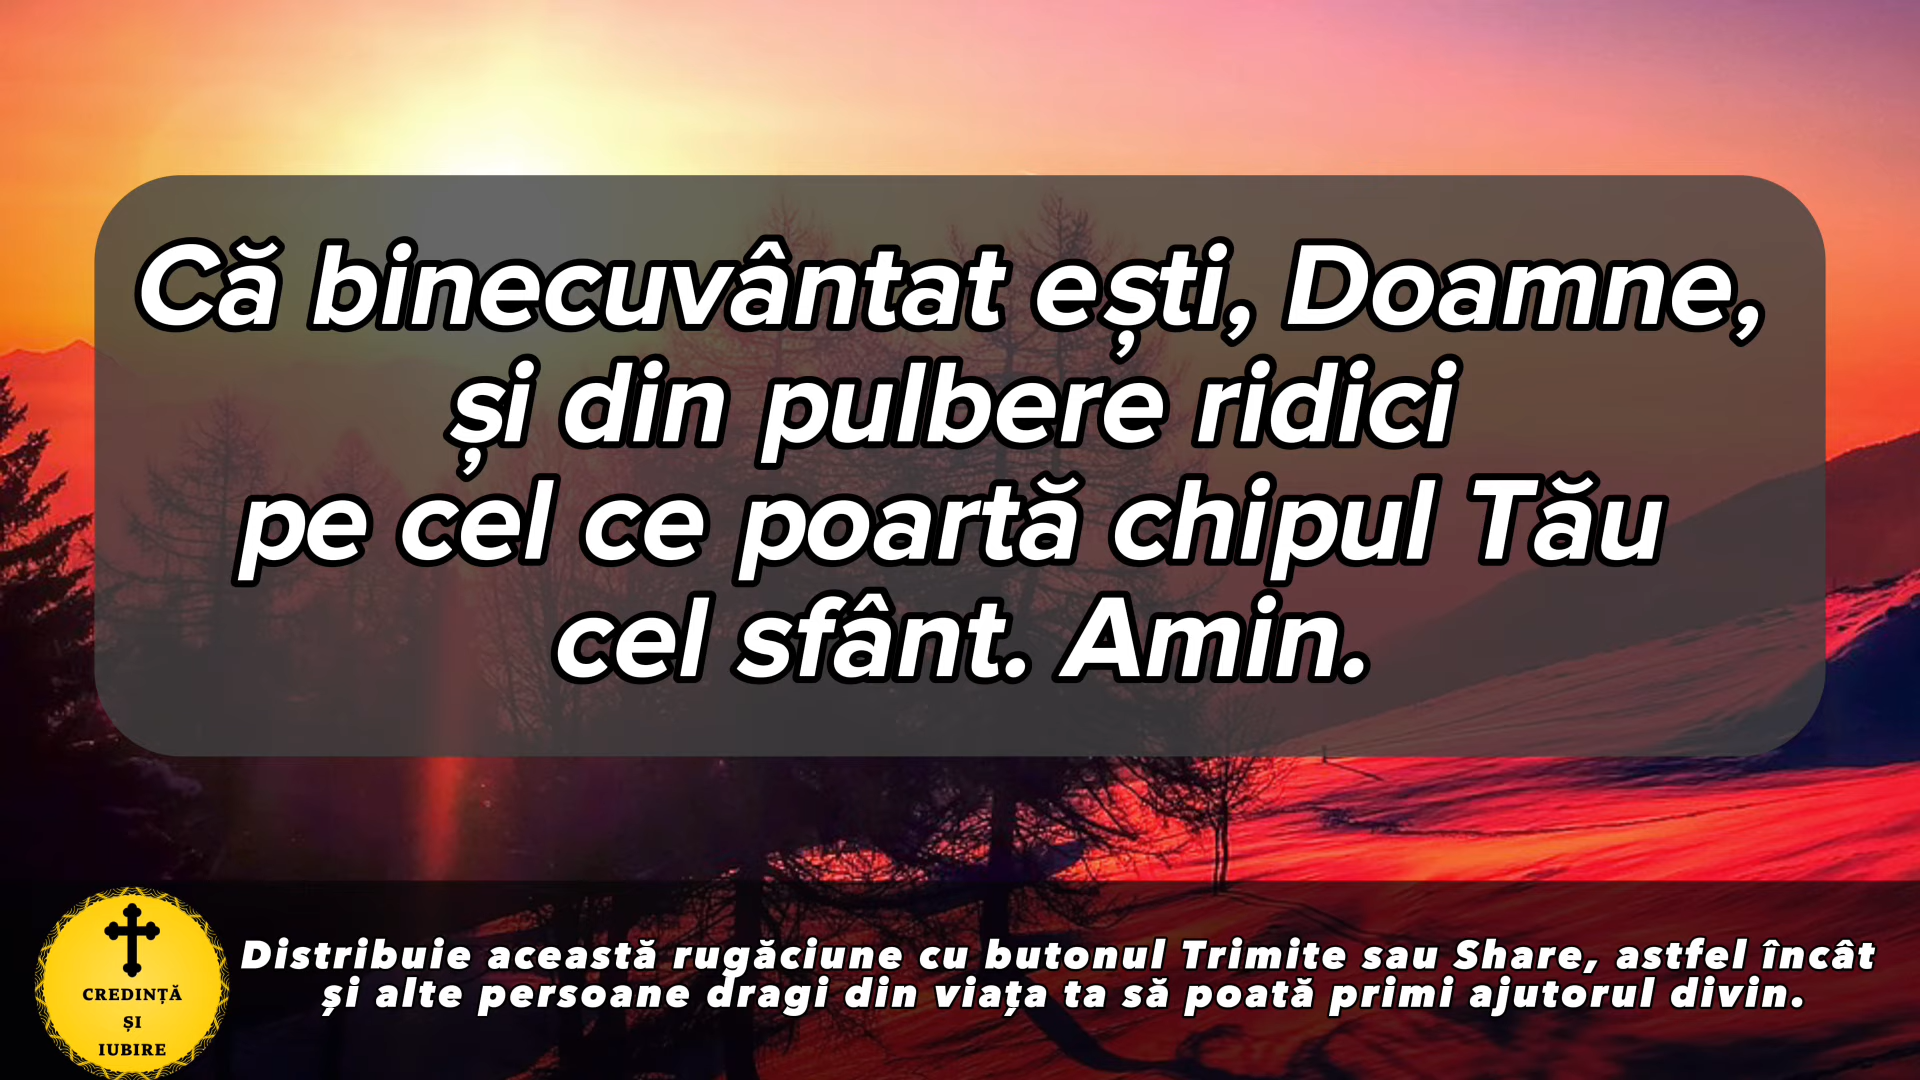 Că binecuvântat ești, Doamne,
și din pulbere ridici
pe cel ce poartă chipul Tău
cel sfânt. Amin.
Distribuie această rugăciune cu butonul Trimite sau Share, astfel încât
și alte persoane dragi din viața ta să poată primi ajutorul divin.
CREDINȚĂ
ȘI
IUBIRE